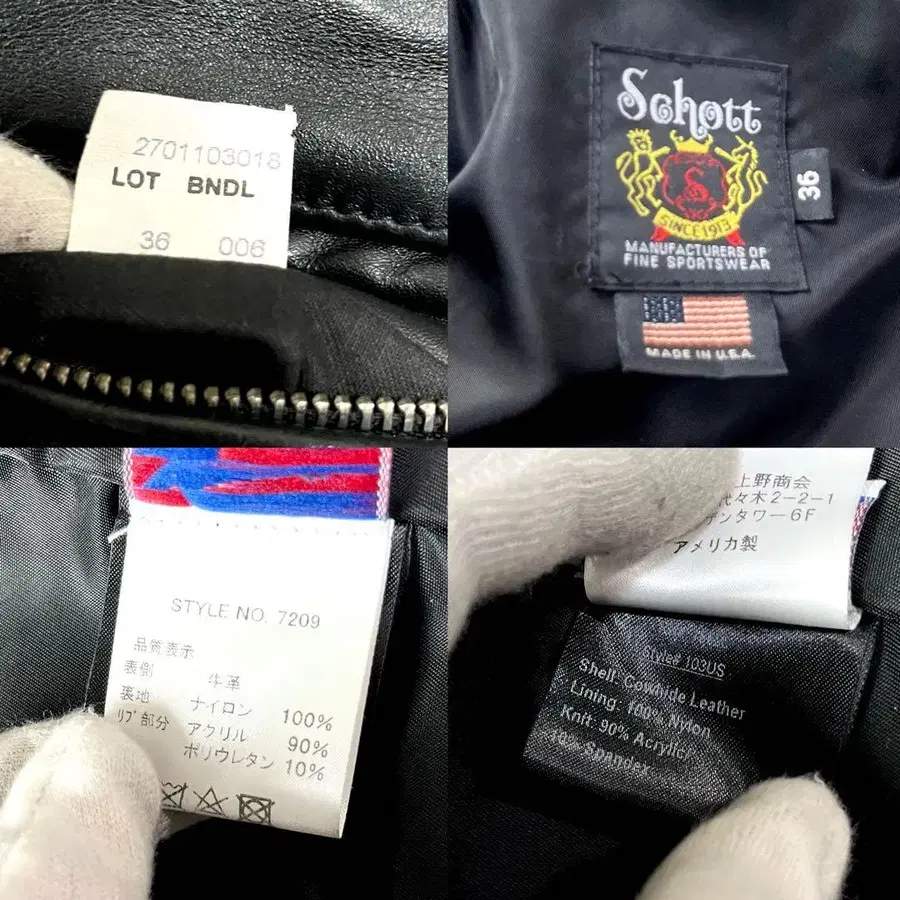 2701103018
LOT BNDL
36 006
Schott
S
SINCE 1913
MANUFACTURERS OF
FINE SPORTSWEAR
36
MADE IN U.S.A.
STYLE NO. 7209
品質表示
表側 牛革
裏地 ナイロン 100%
リブ部分 アクリル 90%
ポリウレタン 10%
上野商会
代々木2-2-1
デンタワー6F
アメリカ製
Style# 103US
Shell: Cowhide Leather
Lining: 100% Nylon
Knit: 90% Acrylic
10% Spandex